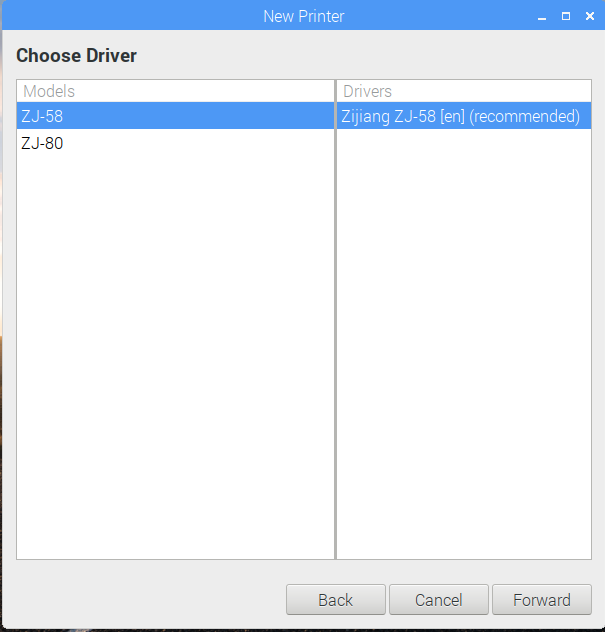 New Printer
Choose Driver
Models
Drivers
ZJ-58
Zijiang ZJ-58 [en] (recommended)
ZJ-80
Back
Cancel
Forward